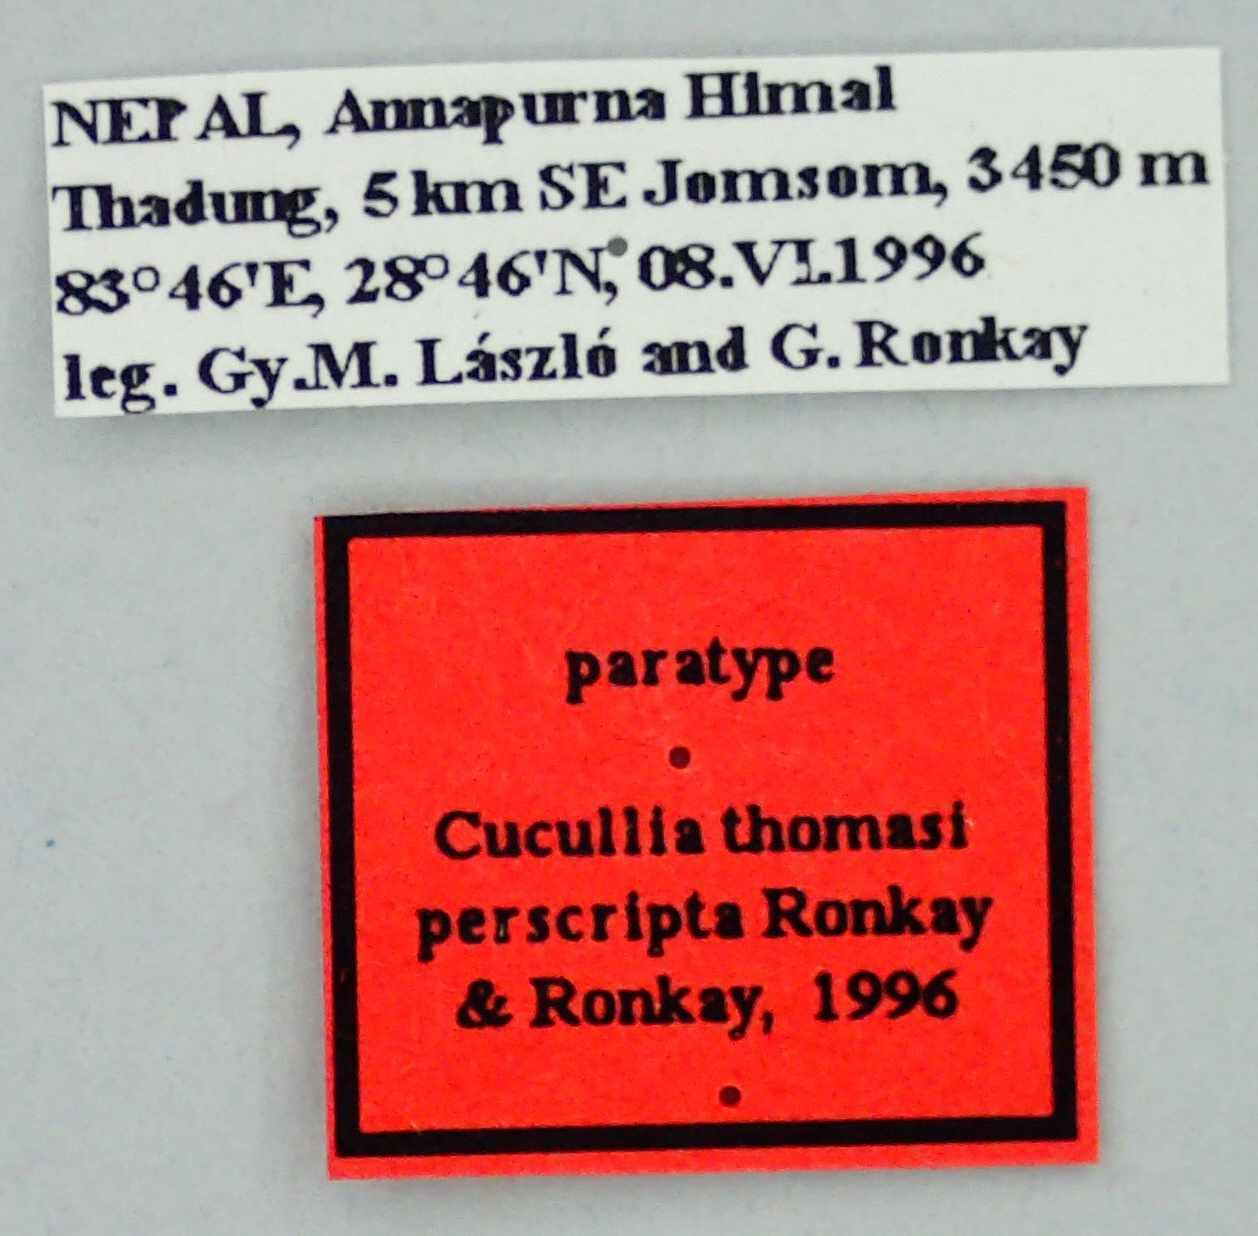 NEPAL, Annapurna Himal
Thadung, 5 km SE Jomsom, 3450 m
83°46'E, 28°46'N, 08.VI.1996
leg. Gy.M. László and G. Ronkay
paratype
Cucullia thomasi
perscripta Ronkay
& Ronkay, 1996